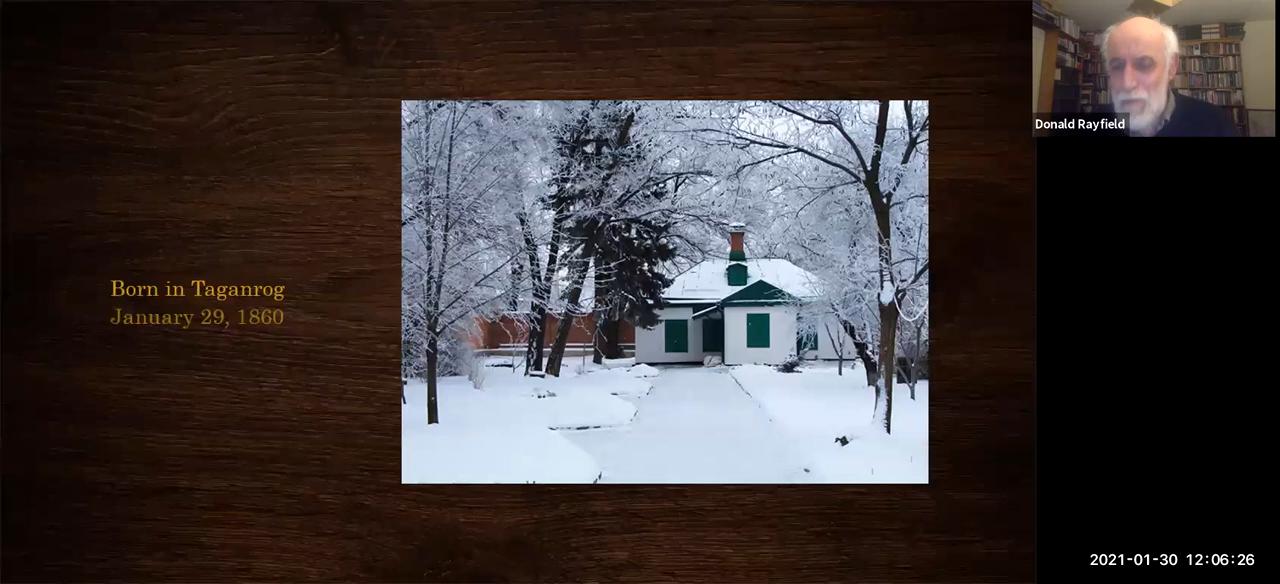 Donald Rayfield
Born in Taganrog
January 29, 1860
2021-01-30 12:06:26